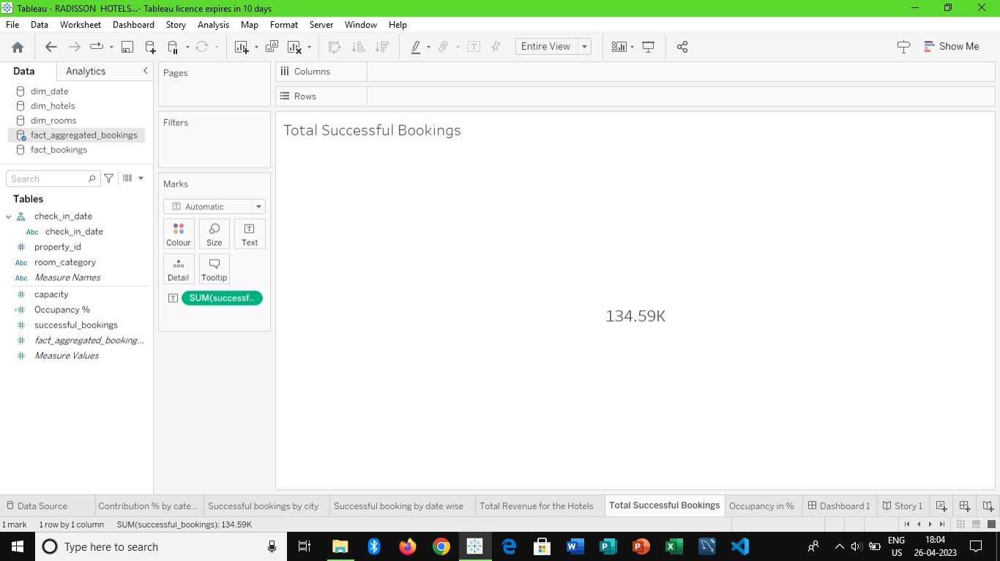 Tableau - RADISSON HOTELS...- Tableau licence expires in 10 days
File Data Worksheet Dashboard Story Analysis Map Format Server Window Help
Entire View
Show Me
Data Analytics
dim_date
dim_hotels
dim_rooms
fact_aggregated_bookings
fact_bookings
Search
Tables
check_in_date
Abc check_in_date
property_id
Abc room_category
Abc Measure Names
capacity
Occupancy %
successful_bookings
fact_aggregated_booking...
Measure Values
Pages
Filters
Marks
Automatic
Colour Size Text
Detail Tooltip
SUM(successf..
Columns
Rows
Total Successful Bookings
134.59K
Data Source Contribution % by cate... Successful bookings by city Successful booking by date wise Total Revenue for the Hotels Total Successful Bookings Occupancy in % Dashboard 1 Story 1
1 mark 1 row by 1 column SUM(successful_bookings): 134.59K
Type here to search
ENG
US
18:04
26-04-2023